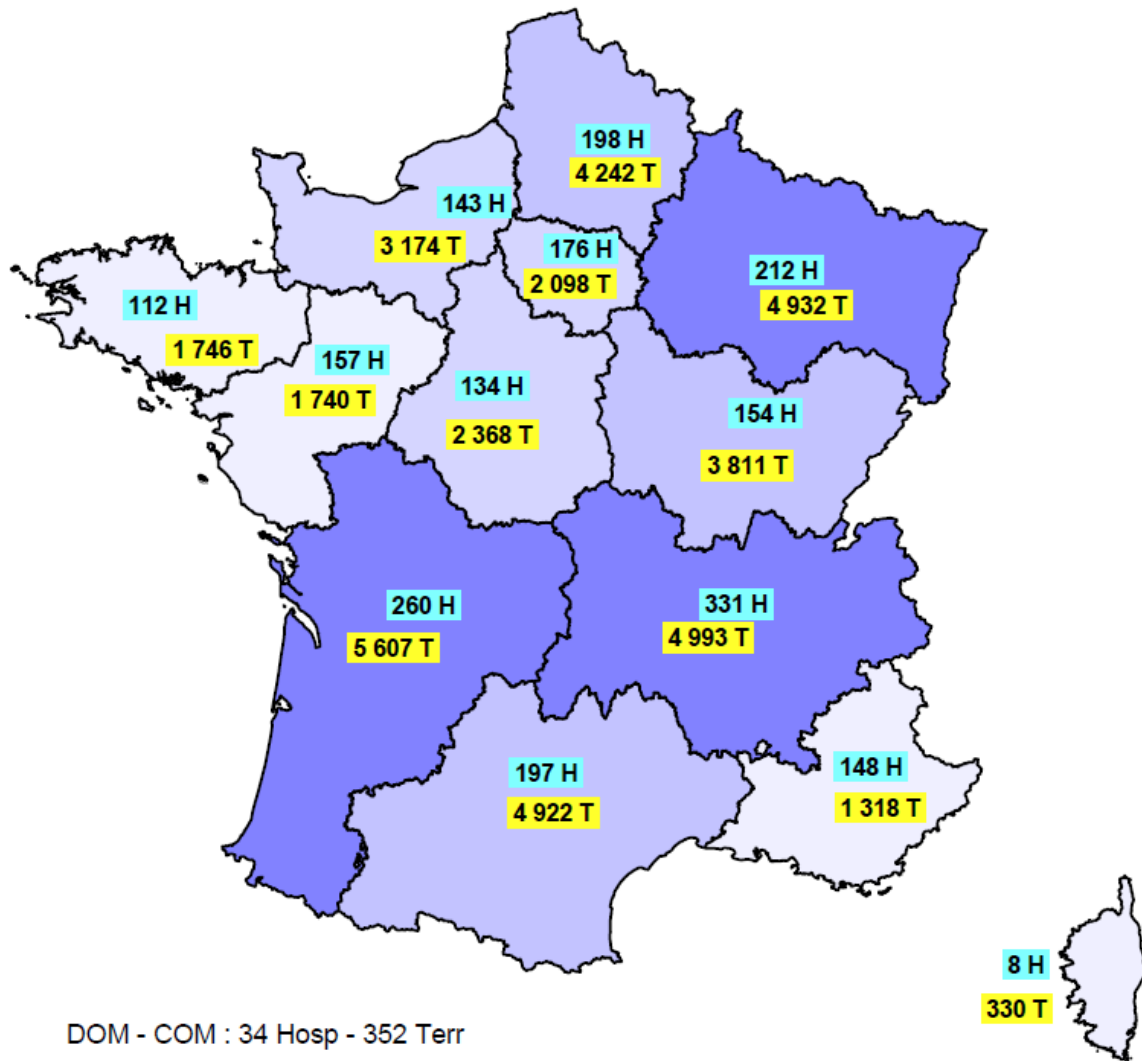 198 H
4 242 T
143 H
3 174 T
176 H
2 098 T
212 H
4 932 T
112 H
1 746 T
157 H
1 740 T
134 H
2 368 T
154 H
3 811 T
260 H
5 607 T
331 H
4 993 T
197 H
4 922 T
148 H
1 318 T
8 H
330 T
DOM - COM : 34 Hosp - 352 Terr